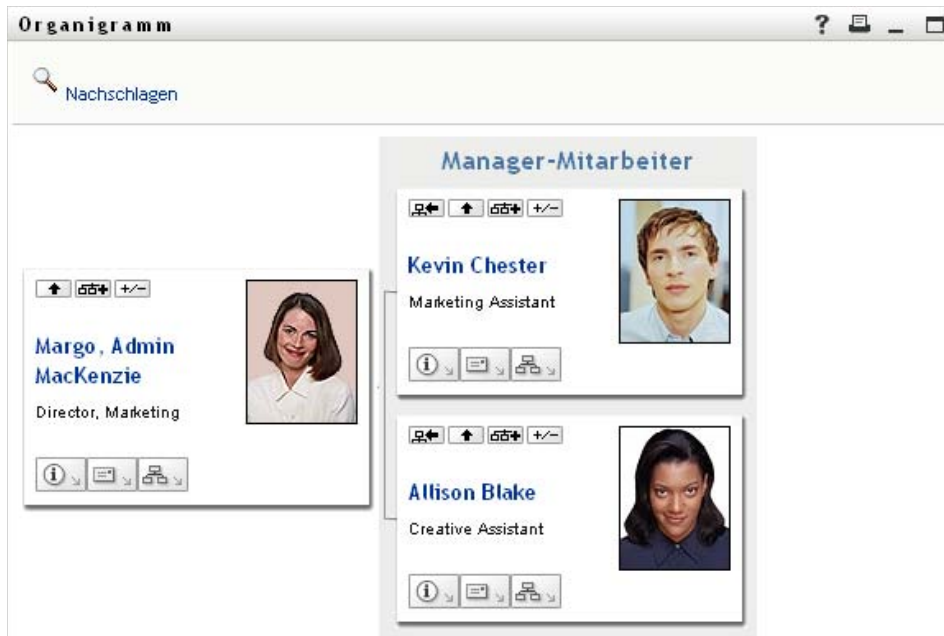 Organigramm
Nachschlagen
Manager-Mitarbeiter
Kevin Chester
Marketing Assistant
Margo, Admin
MacKenzie
Director, Marketing
Allison Blake
Creative Assistant